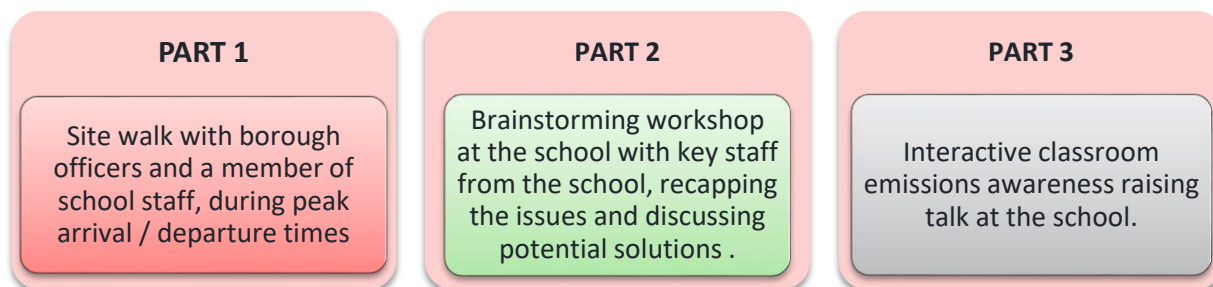 PART 1
Site walk with borough
officers and a member of
school staff, during peak
arrival / departure times
PART 2
Brainstorming workshop
at the school with key staff
from the school, recapping
the issues and discussing
potential solutions .
PART 3
Interactive classroom
emissions awareness raising
talk at the school.